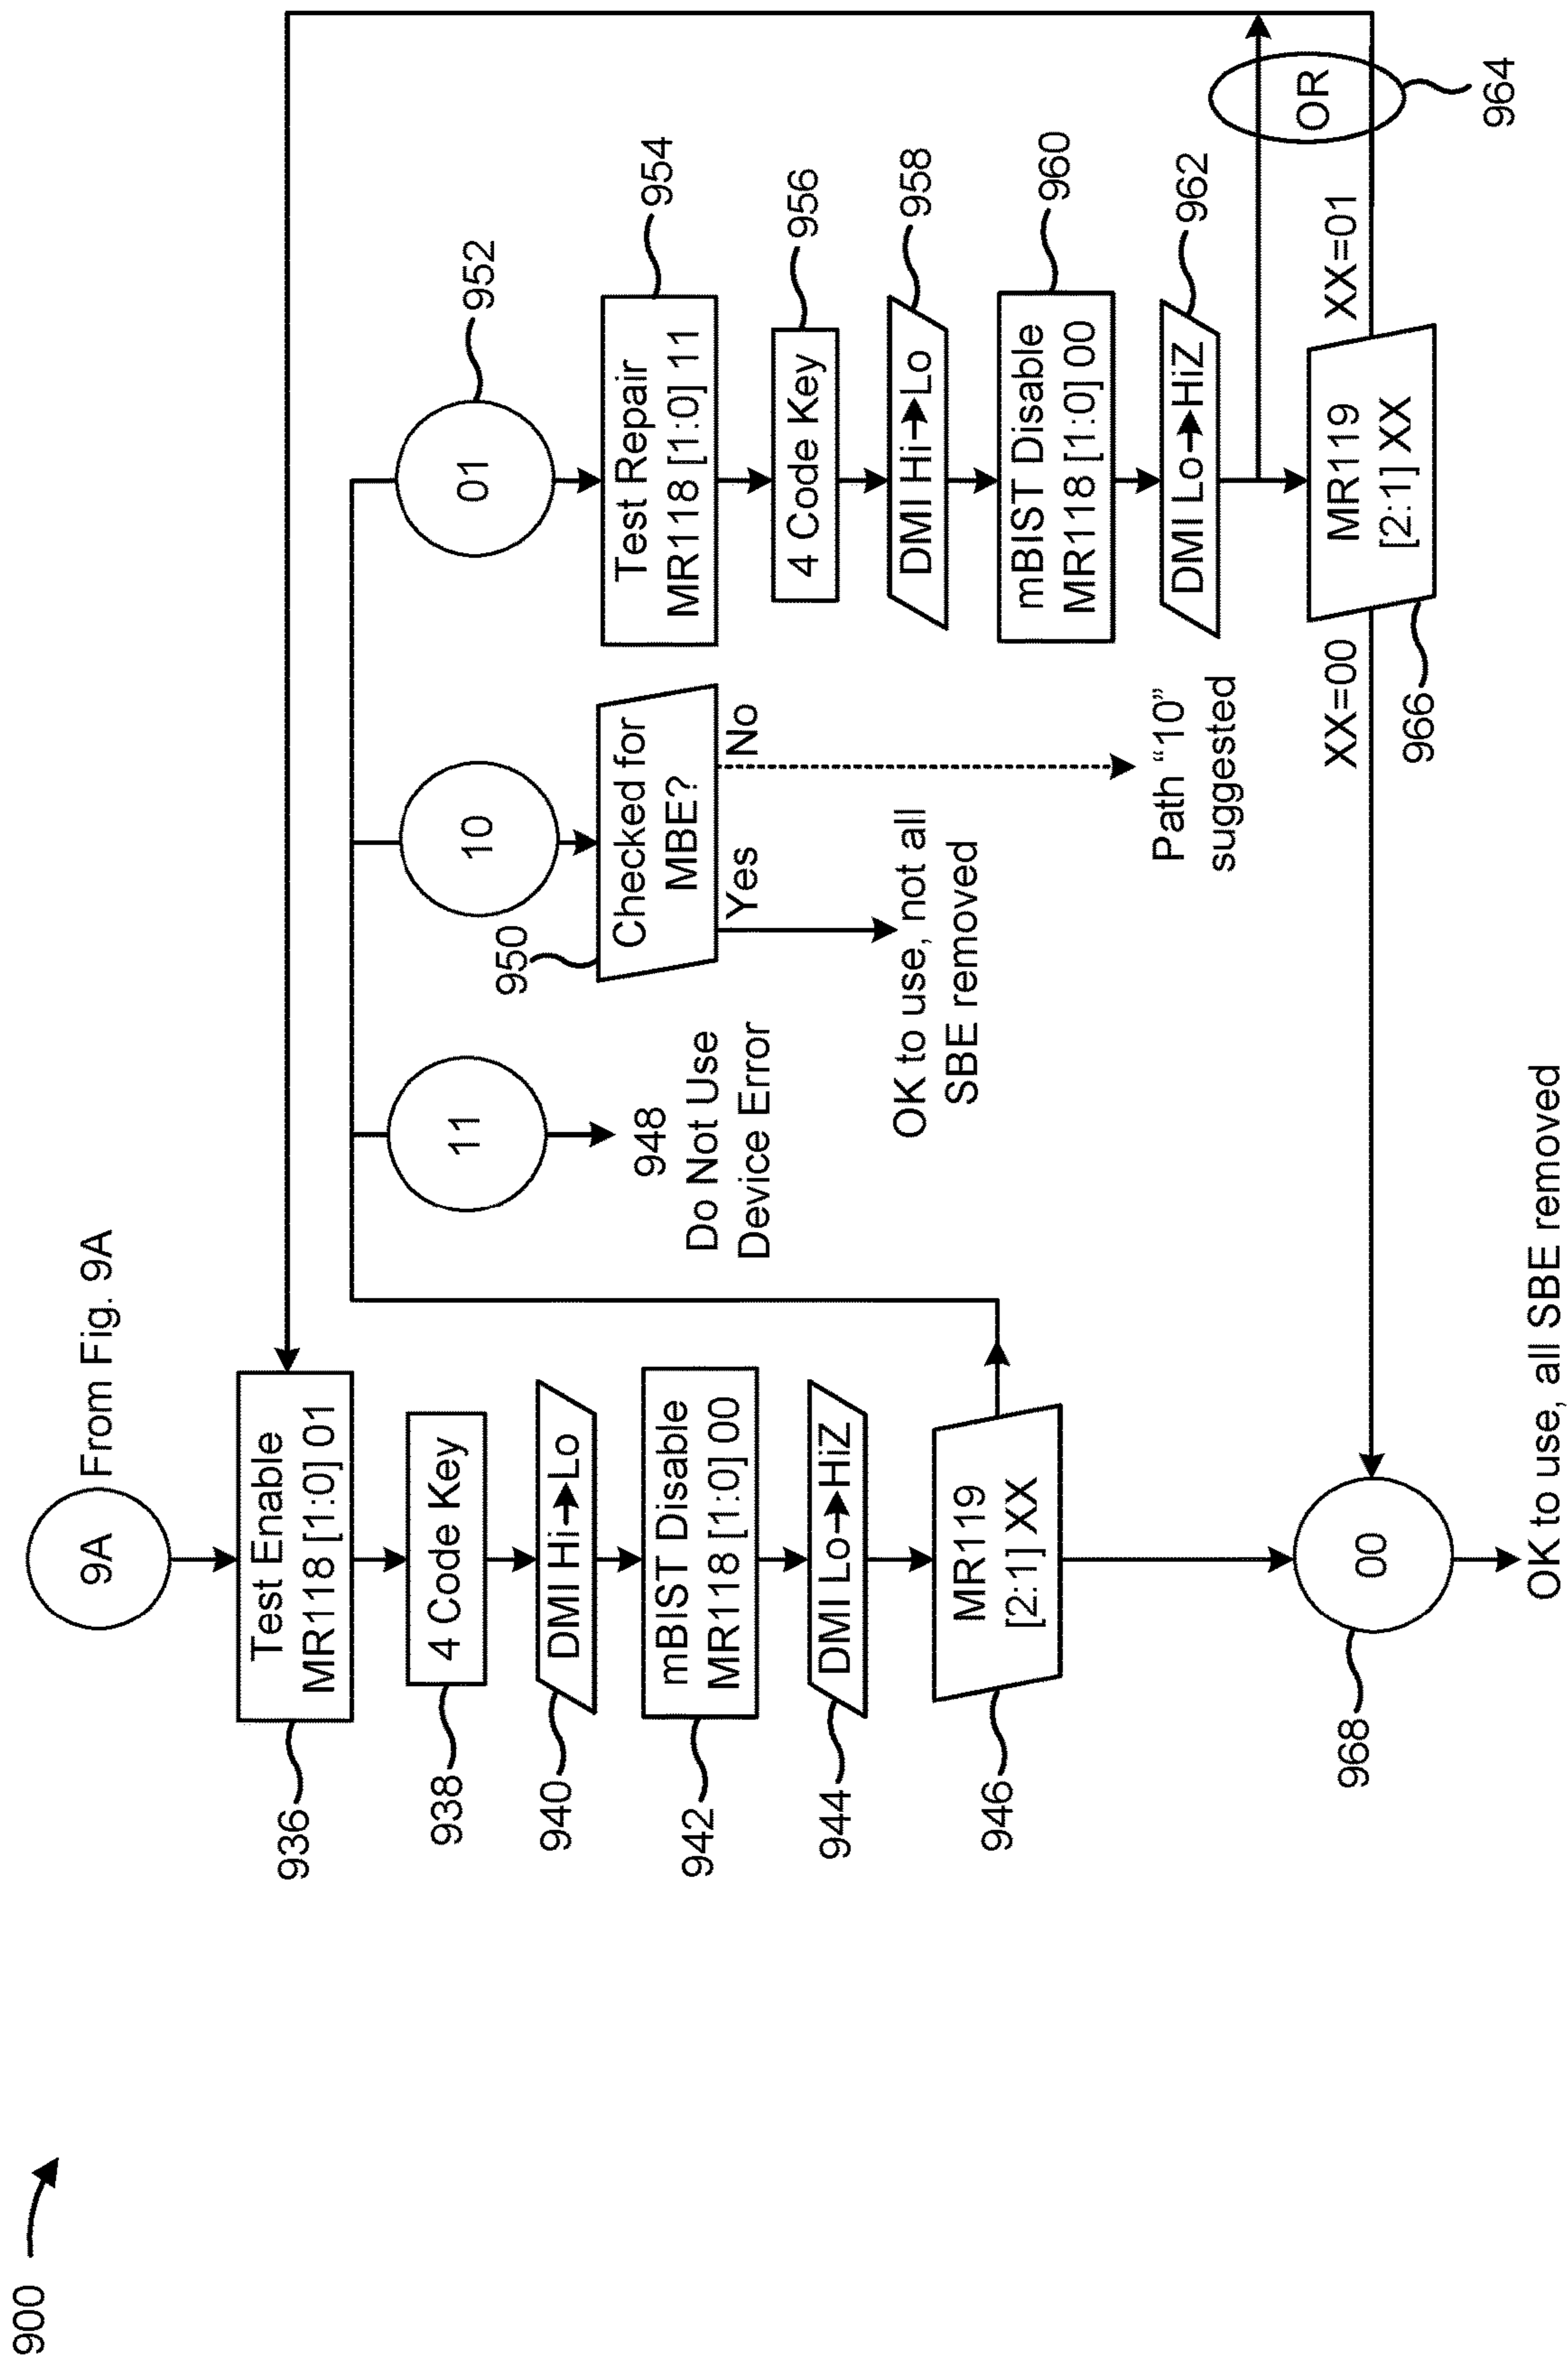 900
9A
From Fig. 9A
Test Enable
MR118 [1:0] 01
936
4 Code Key
938
DMI Hi→Lo
940
mBIST Disable
MR118 [1:0] 00
942
DMI Lo→HiZ
944
MR119
[2:1] XX
946
11
948
Do Not Use
Device Error
10
Checked for
MBE?
950
Yes
No
OK to use, not all
SBE removed
Path “10”
suggested
01
952
Test Repair
MR118 [1:0] 11
954
4 Code Key
956
DMI Hi→Lo
958
mBIST Disable
MR118 [1:0] 00
960
DMI Lo→HiZ
962
OR
964
MR119
[2:1] XX
966
XX=00
XX=01
00
968
OK to use, all SBE removed